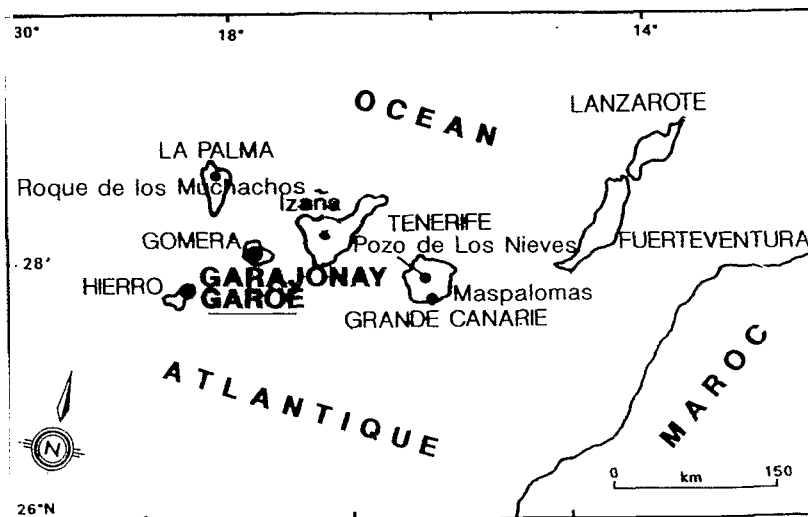 30°
18°
14°
OCEAN
LANZAROTE
LA PALMA
Roque de los Muchachos
Izaña
TENERIFE
GOMERA
Pozo de Los Nieves
FUERTEVENTURA
28'
HIERRO
GARAJONAY
GAROE
Maspalomas
GRANDE CANARIE
ATLANTIQUE
MAROC
N
0 km 150
26°N